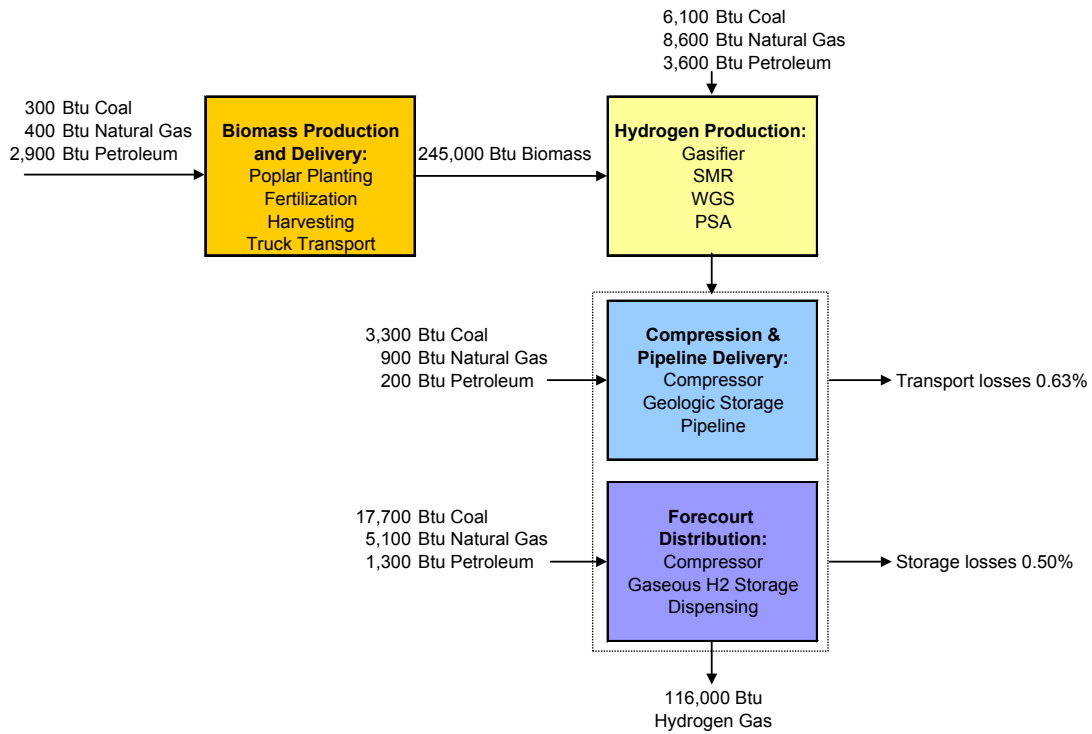 6,100 Btu Coal
8,600 Btu Natural Gas
3,600 Btu Petroleum
300 Btu Coal
400 Btu Natural Gas
2,900 Btu Petroleum
Biomass Production
and Delivery:
Poplar Planting
Fertilization
Harvesting
Truck Transport
245,000 Btu Biomass
Hydrogen Production:
Gasifier
SMR
WGS
PSA
3,300 Btu Coal
900 Btu Natural Gas
200 Btu Petroleum
Compression &
Pipeline Delivery:
Compressor
Geologic Storage
Pipeline
Transport losses 0.63%
17,700 Btu Coal
5,100 Btu Natural Gas
1,300 Btu Petroleum
Forecourt
Distribution:
Compressor
Gaseous H2 Storage
Dispensing
Storage losses 0.50%
116,000 Btu
Hydrogen Gas